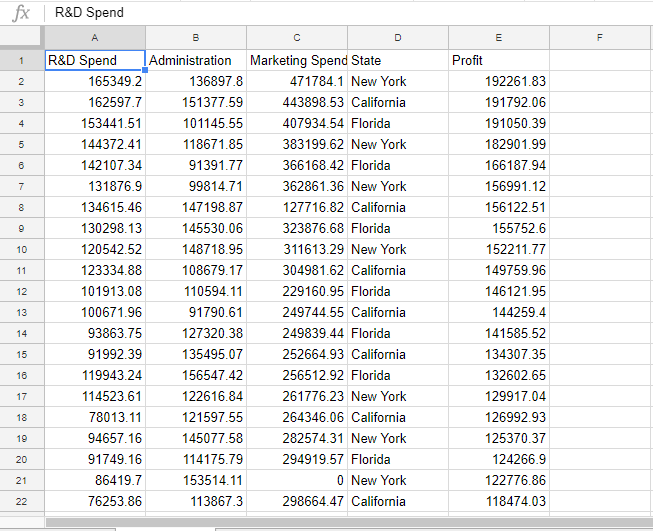 fx R&D Spend
A B C D E F
1 R&D Spend Administration Marketing Spend State Profit
2 165349.2 136897.8 471784.1 New York 192261.83
3 162597.7 151377.59 443898.53 California 191792.06
4 153441.51 101145.55 407934.54 Florida 191050.39
5 144372.41 118671.85 383199.62 New York 182901.99
6 142107.34 91391.77 366168.42 Florida 166187.94
7 131876.9 99814.71 362861.36 New York 156991.12
8 134615.46 147198.87 127716.82 California 156122.51
9 130298.13 145530.06 323876.68 Florida 155752.6
10 120542.52 148718.95 311613.29 New York 152211.77
11 123334.88 108679.17 304981.62 California 149759.96
12 101913.08 110594.11 229160.95 Florida 146121.95
13 100671.96 91790.61 249744.55 California 144259.4
14 93863.75 127320.38 249839.44 Florida 141585.52
15 91992.39 135495.07 252664.93 California 134307.35
16 119943.24 156547.42 256512.92 Florida 132602.65
17 114523.61 122616.84 261776.23 New York 129917.04
18 78013.11 121597.55 264346.06 California 126992.93
19 94657.16 145077.58 282574.31 New York 125370.37
20 91749.16 114175.79 294919.57 Florida 124266.9
21 86419.7 153514.11 0 New York 122776.86
22 76253.86 113867.3 298664.47 California 118474.03